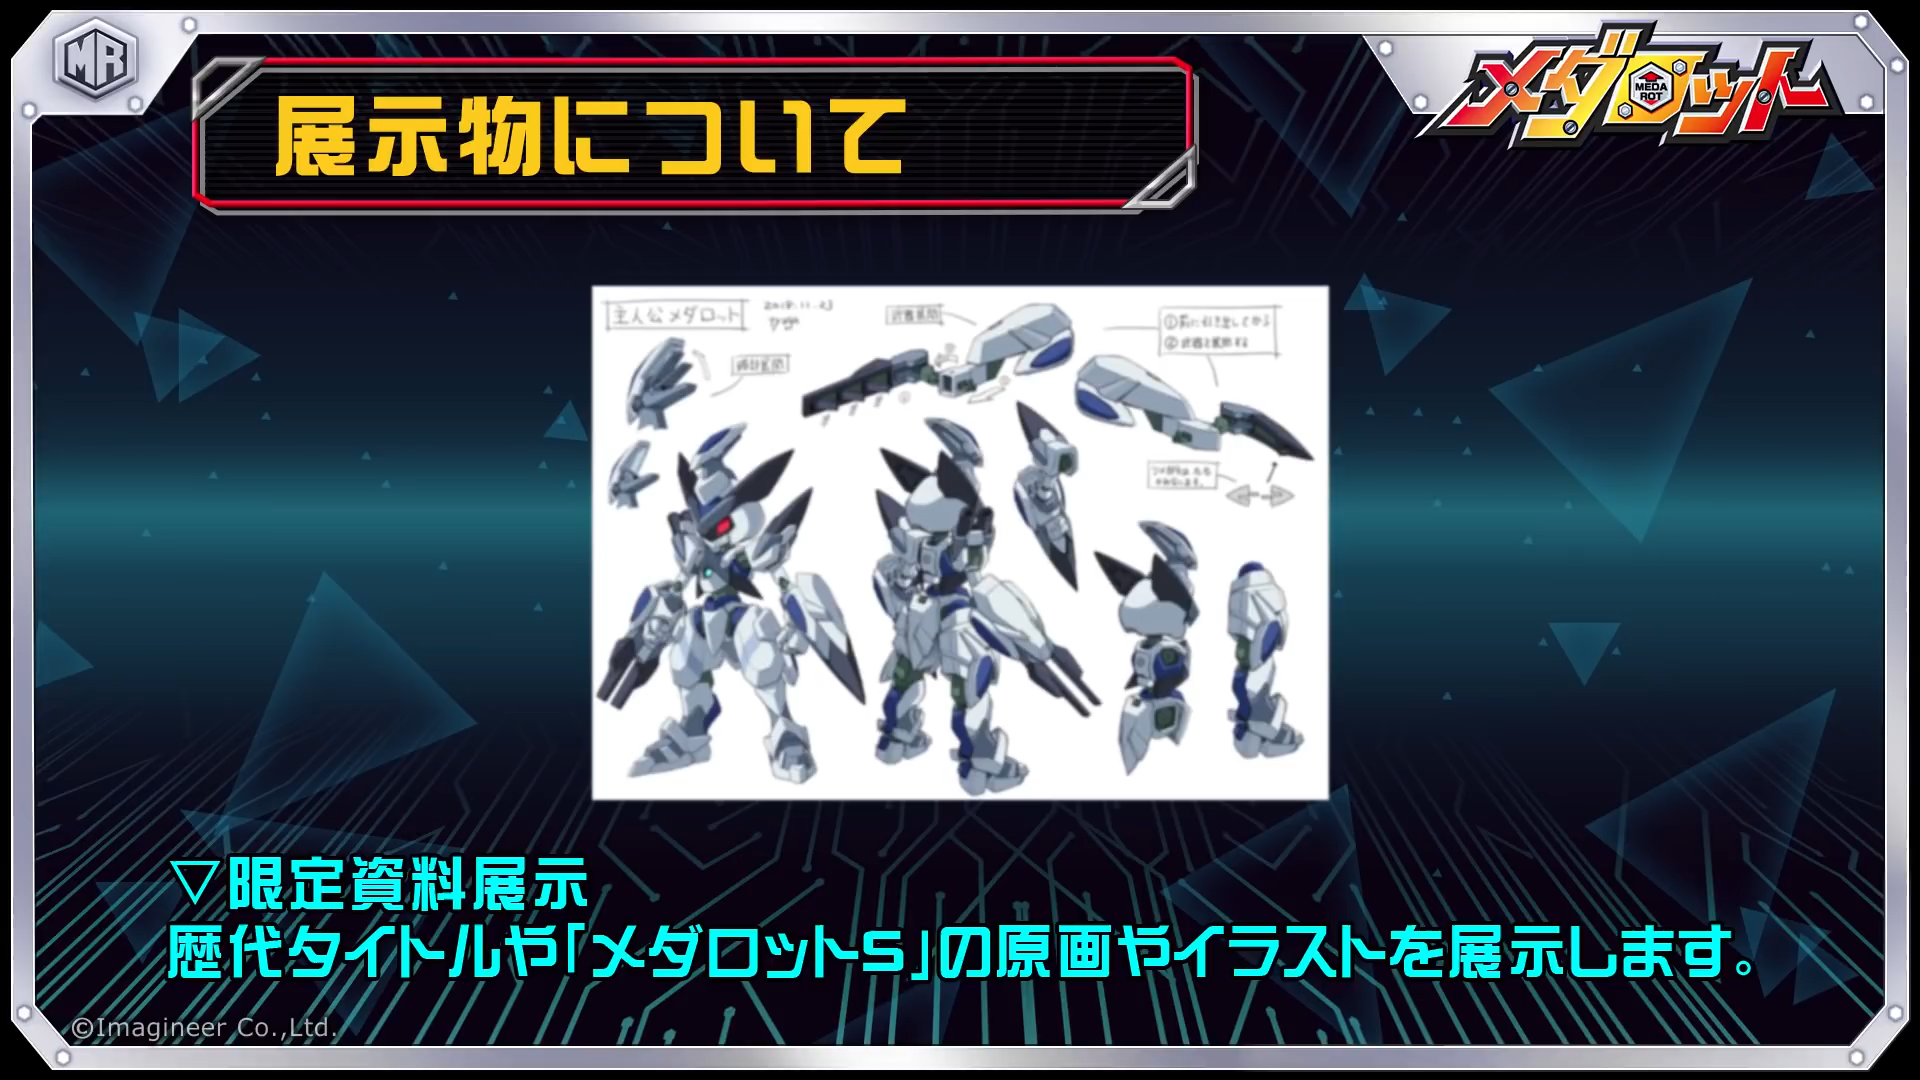 MR
展示物について
メダロット
MEDA
ROT
主人公メダロット
▽限定資料展示
歴代タイトルや「メダロットS」の原画やイラストを展示します。
©Imagineer Co.,Ltd.